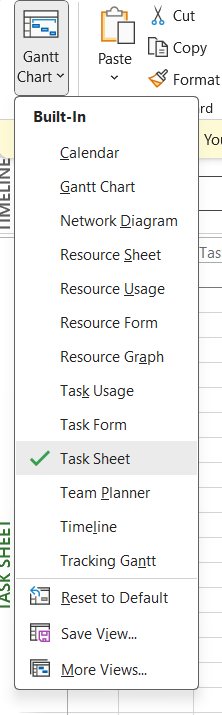 Gantt
Chart
Paste
Cut
Copy
Format
Built-In
Calendar
Gantt Chart
Network Diagram
Resource Sheet
Resource Usage
Resource Form
Resource Graph
Task Usage
Task Form
Task Sheet
Team Planner
Timeline
Tracking Gantt
Reset to Default
Save View...
More Views...
TIMELINE
TASK SHEET
You
Tas